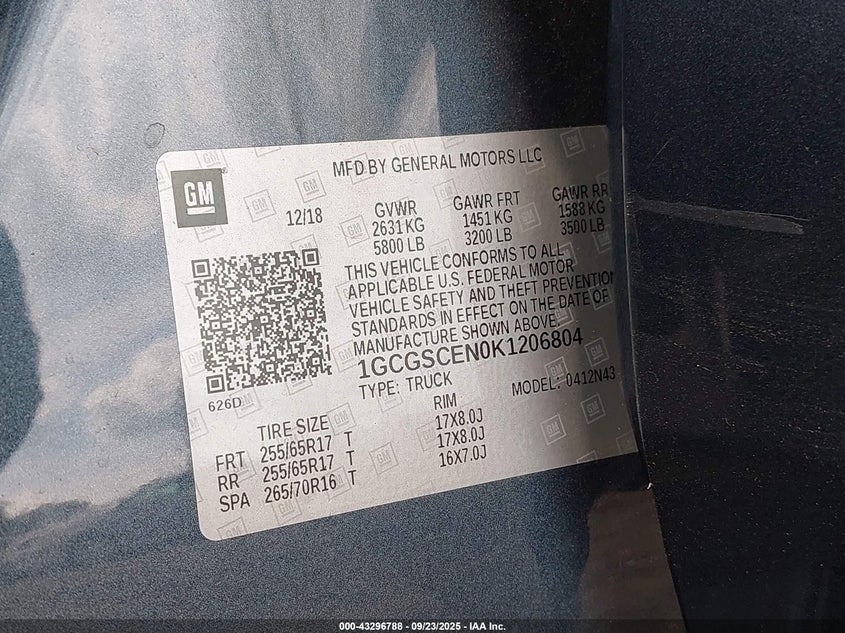 MFD BY GENERAL MOTORS LLC
GM
12/18
GVWR GAWR FRT GAWR RR
2631 KG 1451 KG 1588 KG
5800 LB 3200 LB 3500 LB
THIS VEHICLE CONFORMS TO ALL
APPLICABLE U.S. FEDERAL MOTOR
VEHICLE SAFETY AND THEFT PREVENTION
STANDARDS IN EFFECT ON THE DATE OF
MANUFACTURE SHOWN ABOVE.
1GCGSCEN0K1206804
626D
TYPE: TRUCK MODEL: 0412N43
TIRE SIZE RIM
FRT 255/65R17 T 17X8.0J
RR 255/65R17 T 17X8.0J
SPA 265/70R16 T 16X7.0J
000-43296788 - 09/23/2025 - IAA Inc.